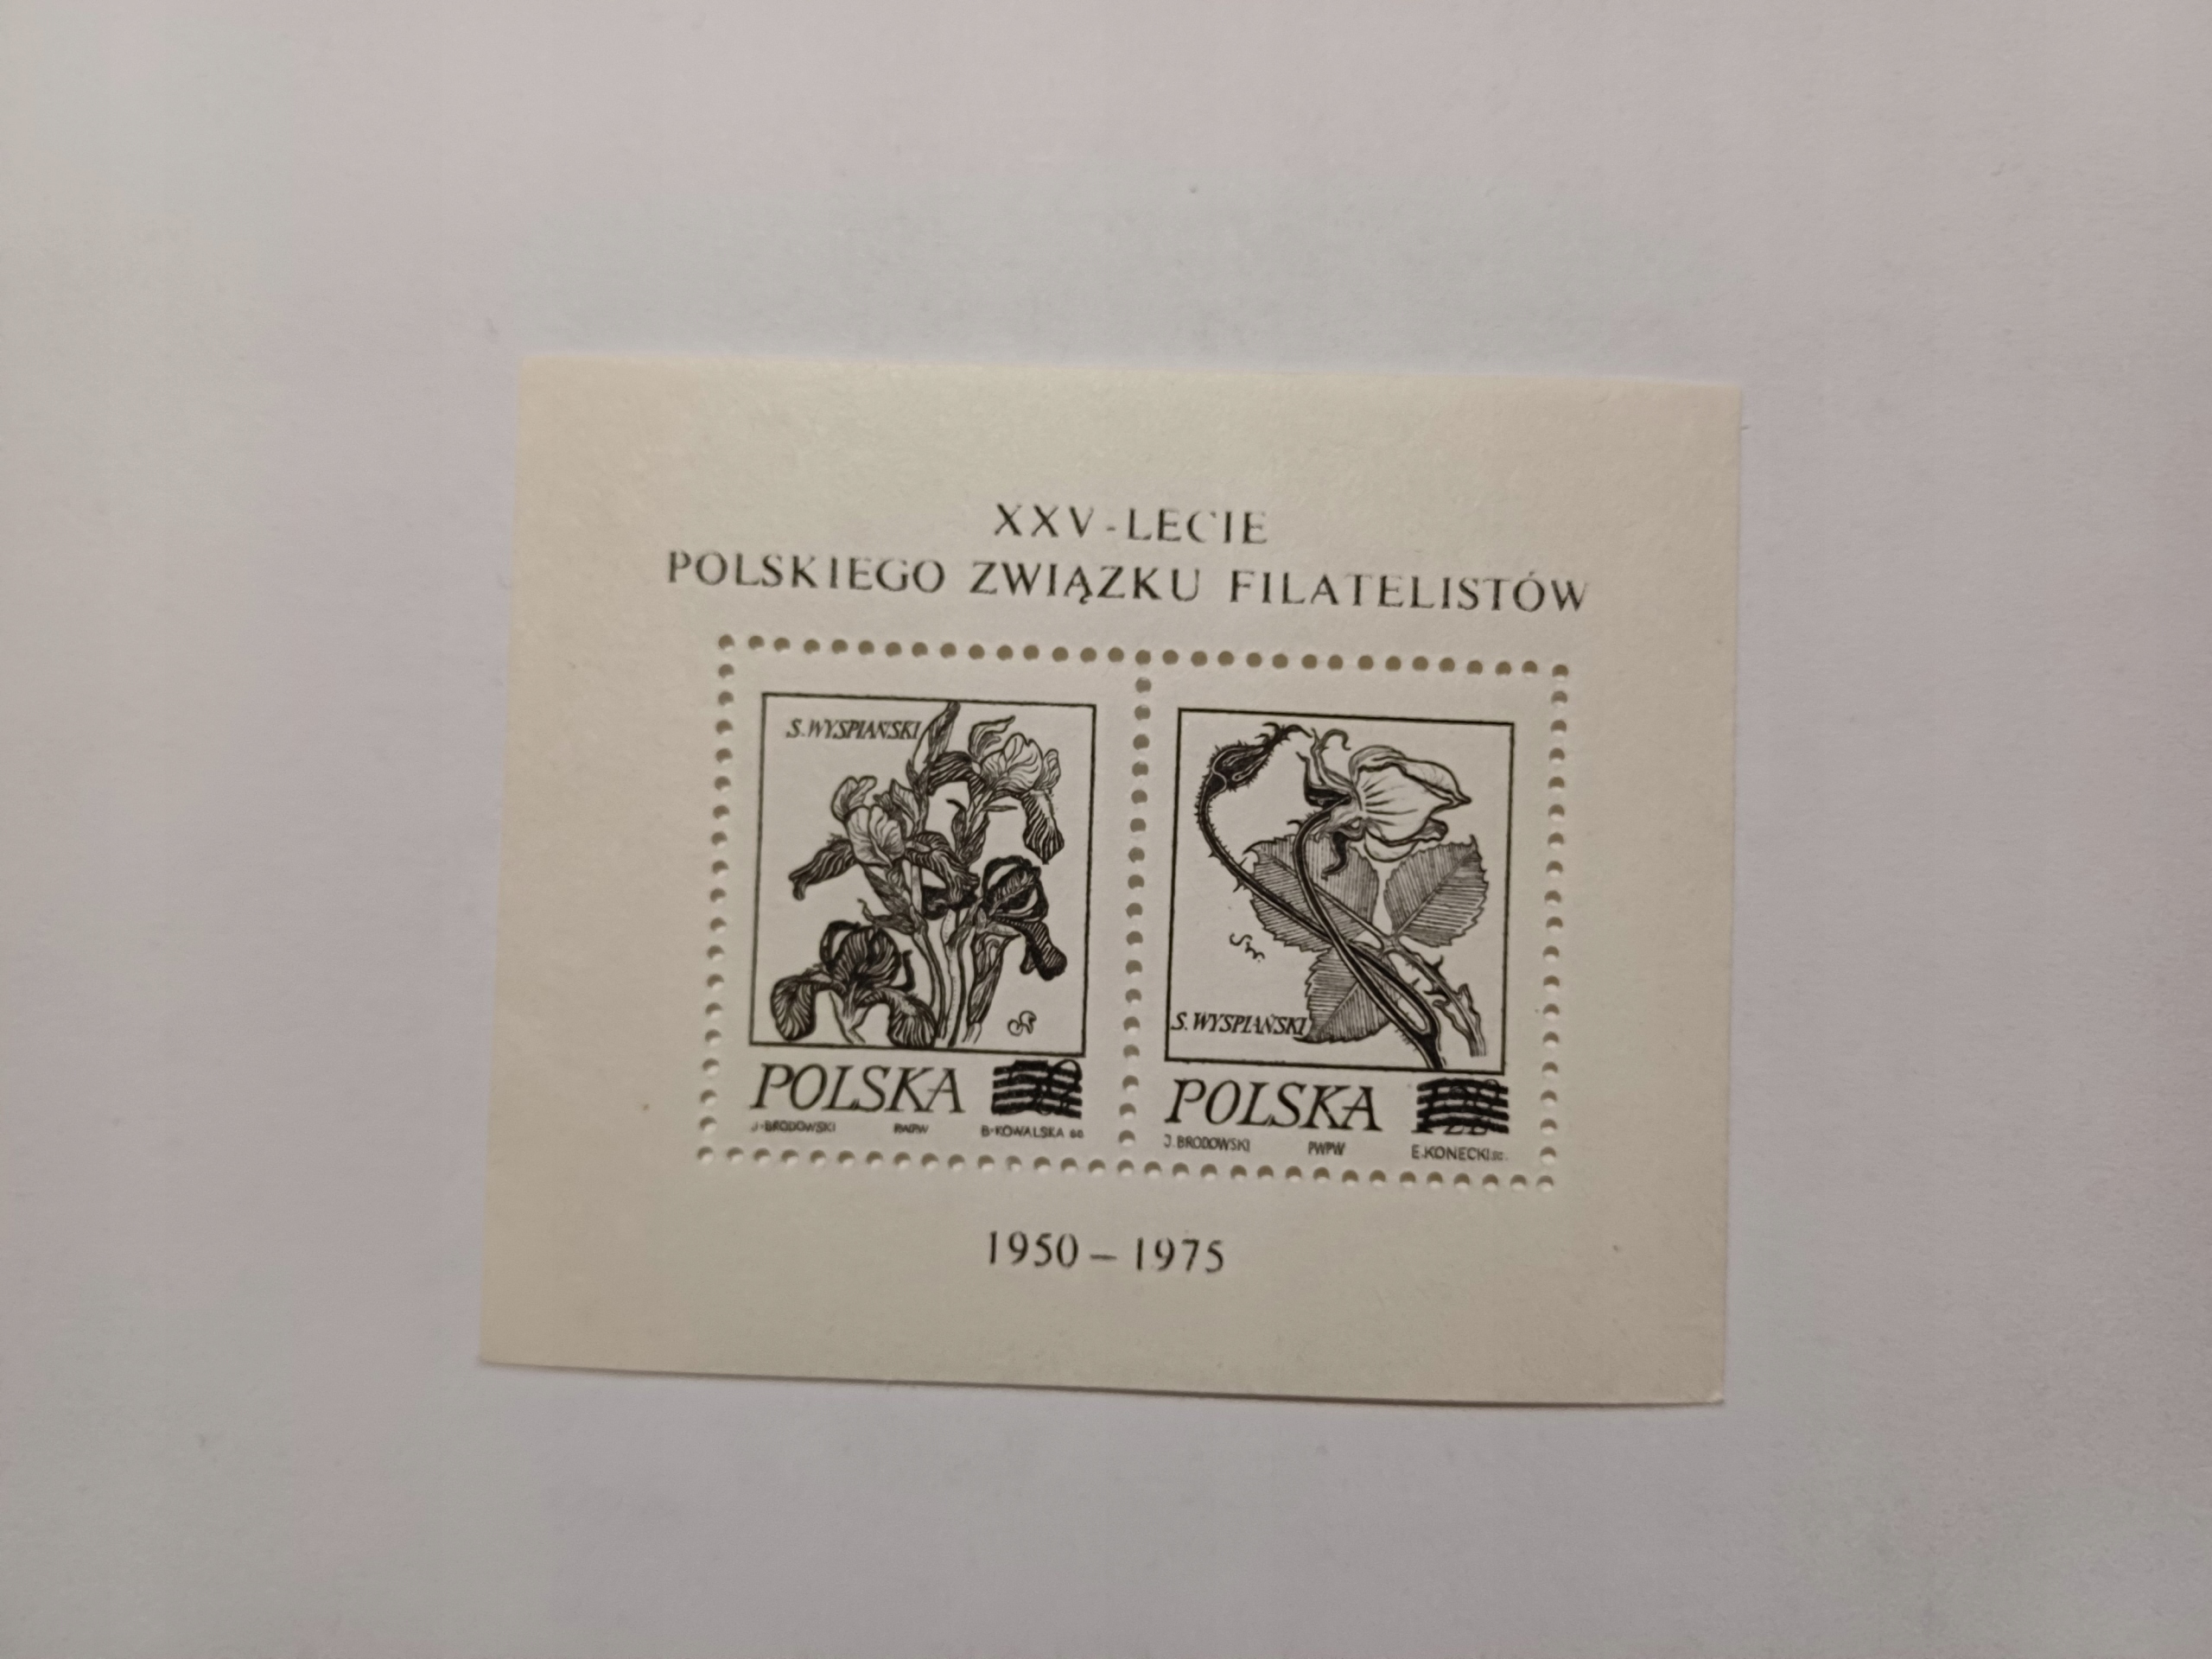 XXV-LECIE
POLSKIEGO ZWIĄZKU FILATELISTÓW
S. WYSPIAŃSKI
POLSKA
J. BRODOWSKI PWPW B. KOWALSKA
S. WYSPIAŃSKI
POLSKA
J. BRODOWSKI PWPW E. KONECKI sc.
1950 – 1975